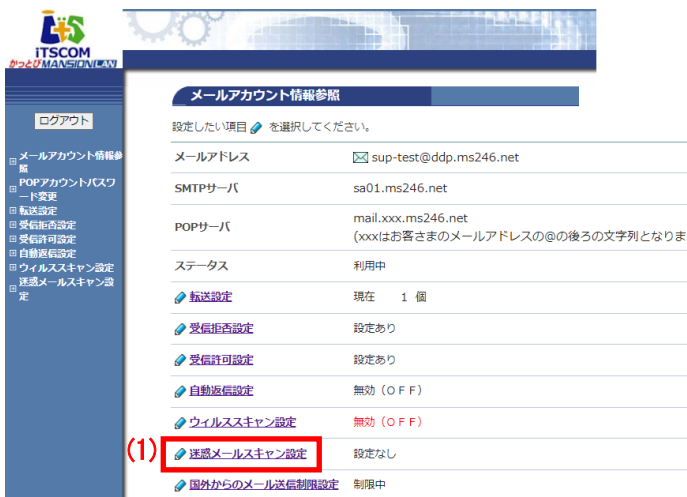 iTSCOM
かっとびMANSION[LAN]
ログアウト
メールアカウント情報参
照
POPアカウントパスワ
ード変更
転送設定
受信拒否設定
受信許可設定
自動返信設定
ウィルススキャン設定
迷惑メールスキャン設
定
メールアカウント情報参照
設定したい項目 を選択してください。
メールアドレス sup-test@ddp.ms246.net
SMTPサーバ sa01.ms246.net
POPサーバ mail.xxx.ms246.net
(xxxはお客さまのメールアドレスの@の後ろの文字列となりま
ステータス 利用中
転送設定 現在 1 個
受信拒否設定 設定あり
受信許可設定 設定あり
自動返信設定 無効（ＯＦＦ）
ウィルススキャン設定 無効（ＯＦＦ）
(1) 迷惑メールスキャン設定 設定なし
国外からのメール送信制限設定 制限中